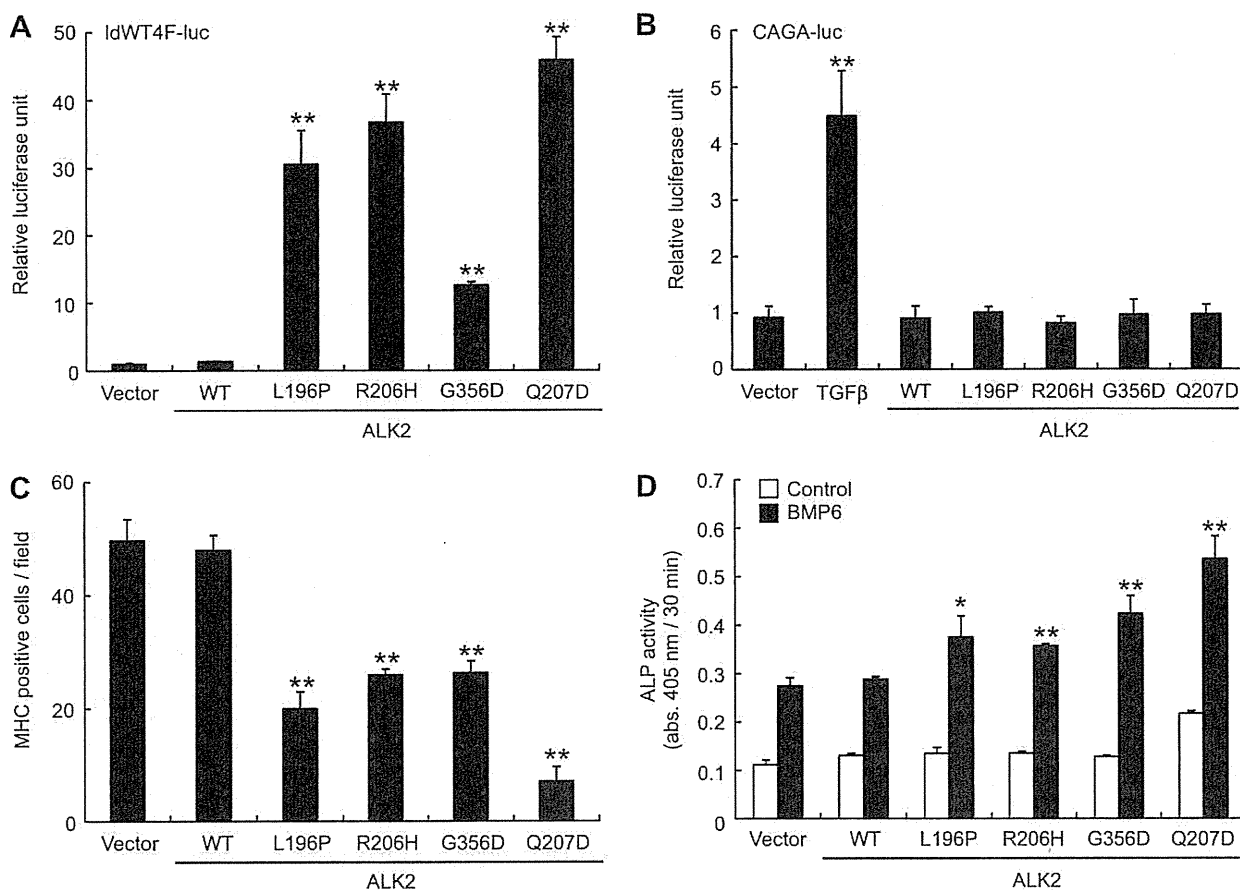 A
IdWT4F-luc
Relative luciferase unit
50
40
30
20
10
0
**
**
**
**
Vector
WT
L196P
R206H
G356D
Q207D
ALK2
B
CAGA-luc
Relative luciferase unit
6
5
4
3
2
1
0
**
Vector
TGFβ
WT
L196P
R206H
G356D
Q207D
ALK2
C
MHC positive cells / field
60
40
20
0
**
**
**
**
Vector
WT
L196P
R206H
G356D
Q207D
ALK2
D
Control
BMP6
ALP activity
(abs. 405 nm / 30 min)
0.7
0.6
0.5
0.4
0.3
0.2
0.1
0
*
**
**
**
Vector
WT
L196P
R206H
G356D
Q207D
ALK2